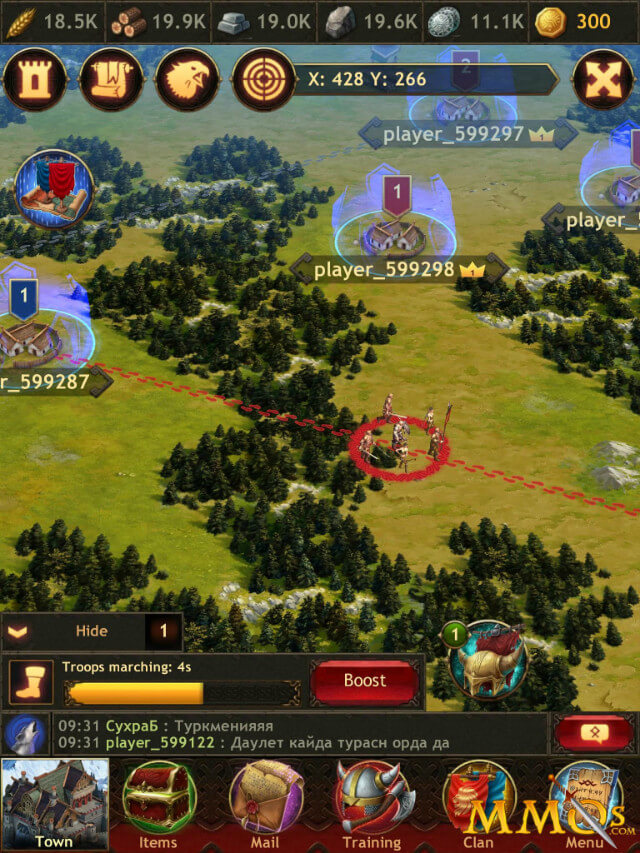 18.5K 19.9K 19.0K 19.6K 11.1K 300
X: 428 Y: 266
2
player_599297
1
player_599298
player_
1
r_599287
Hide 1
Troops marching: 4s
Boost
1
09:31 СухраБ : Туркменияяя
09:31 player_599122 : Даулет кайда турасн орда да
Town Items Mail Training Clan Menu
MMOs.COM